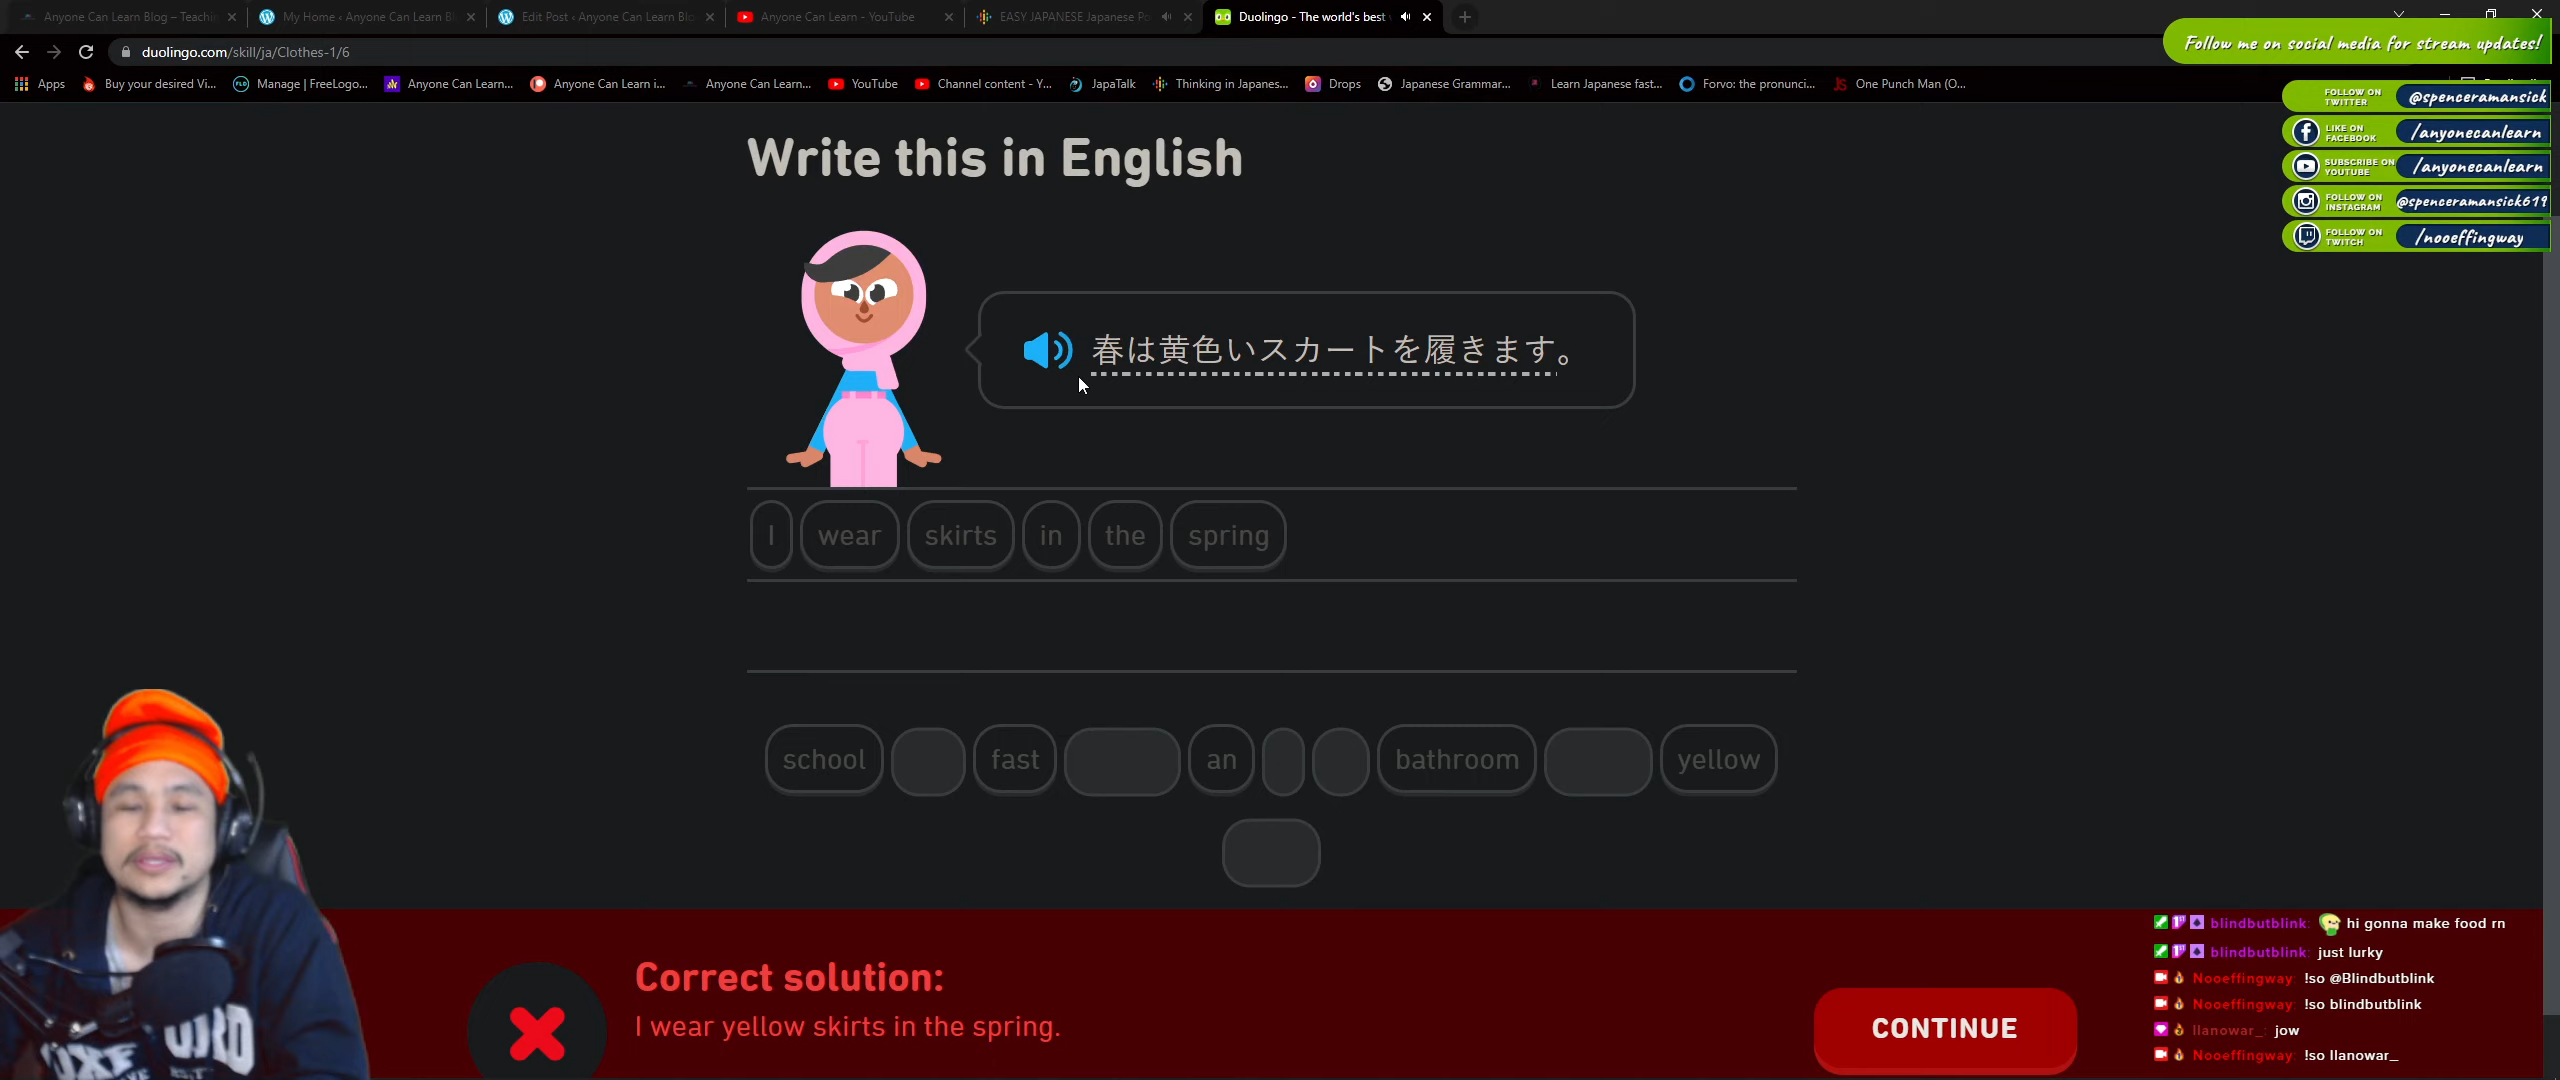 Anyone Can Learn Blog – Teachi
My Home ‹ Anyone Can Learn Bl
Edit Post ‹ Anyone Can Learn Blo
Anyone Can Learn - YouTube
EASY JAPANESE Japanese Po
Duolingo - The world's best
duolingo.com/skill/ja/Clothes-1/6
Follow me on social media for stream updates!
Apps
Buy your desired Vi...
Manage | FreeLogo...
Anyone Can Learn...
Anyone Can Learn i...
Anyone Can Learn...
YouTube
Channel content - Y...
JapaTalk
Thinking in Japanes...
Drops
Japanese Grammar...
Learn Japanese fast...
Forvo: the pronunci...
One Punch Man (O...
FOLLOW ON TWITTER @spenceramansick
LIKE ON FACEBOOK /anyonecanlearn
SUBSCRIBE ON YOUTUBE /anyonecanlearn
FOLLOW ON INSTAGRAM @spenceramansick619
FOLLOW ON TWITCH /nooeffingway
Write this in English
春は黄色いスカートを履きます。
I wear skirts in the spring
school fast an bathroom yellow
Correct solution:
I wear yellow skirts in the spring.
CONTINUE
blindbutblink: hi gonna make food rn
blindbutblink: just lurky
Nooeffingway: !so @Blindbutblink
Nooeffingway: !so blindbutblink
llanowar_: jow
Nooeffingway: !so llanowar_